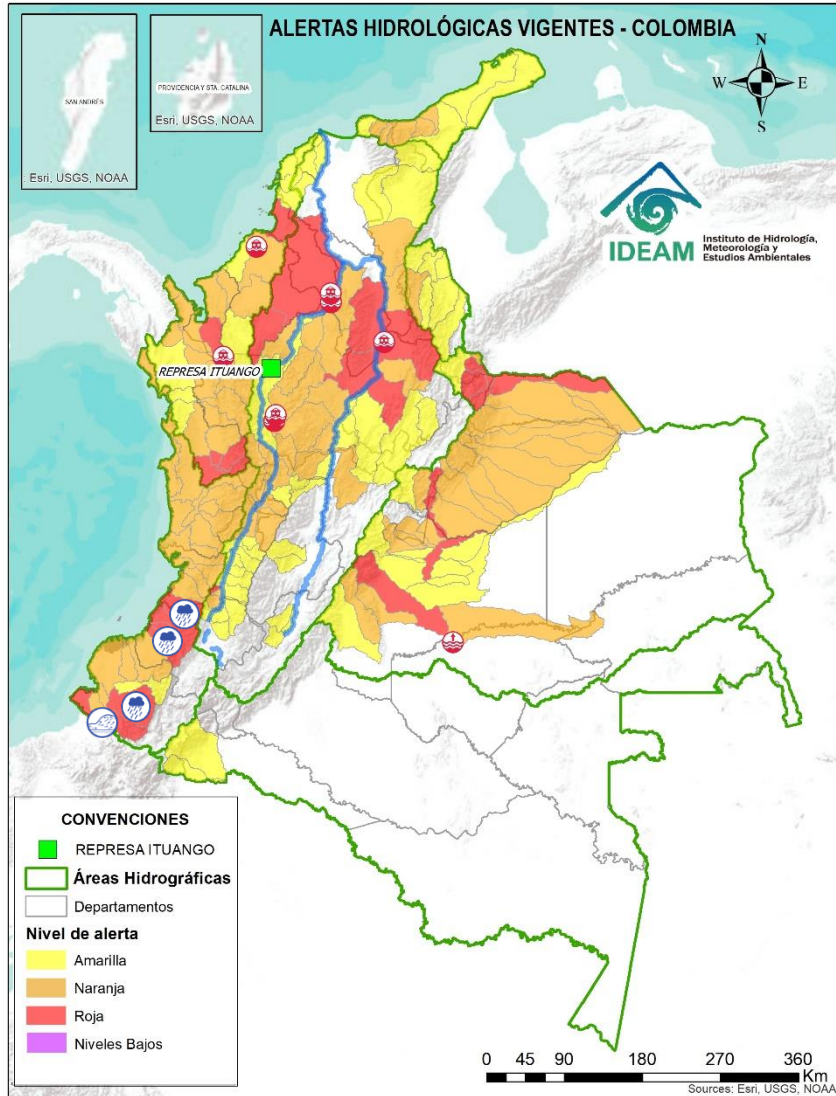 ALERTAS HIDROLÓGICAS VIGENTES - COLOMBIA
SAN ANDRÉS
Esri, USGS, NOAA
PROVIDENCIA Y STA. CATALINA
Esri, USGS, NOAA
N
W
E
S
IDEAM
Instituto de Hidrología,
Meteorología y
Estudios Ambientales
REPRESA ITUANGO
CONVENCIONES
REPRESA ITUANGO
Áreas Hidrográficas
Departamentos
Nivel de alerta
Amarilla
Naranja
Roja
Niveles Bajos
0 45 90 180 270 360
Km
Sources: Esri, USGS, NOAA